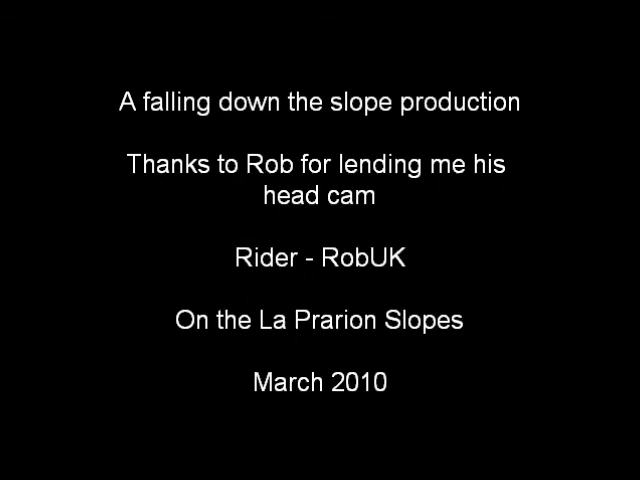 A falling down the slope production
Thanks to Rob for lending me his
head cam
Rider - RobUK
On the La Prarion Slopes
March 2010